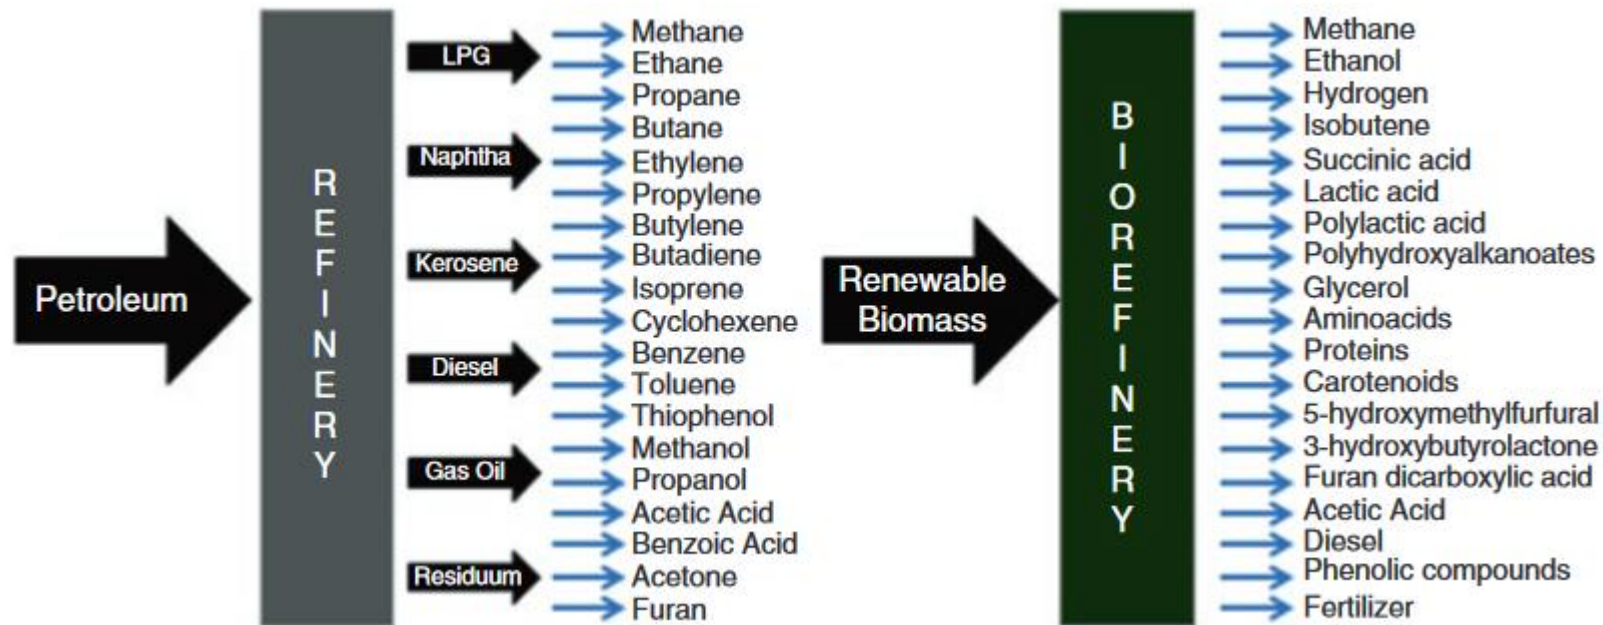 Petroleum
REFINERY
LPG
Naphtha
Kerosene
Diesel
Gas Oil
Residuum
Methane
Ethane
Propane
Butane
Ethylene
Propylene
Butylene
Butadiene
Isoprene
Cyclohexene
Benzene
Toluene
Thiophenol
Methanol
Propanol
Acetic Acid
Benzoic Acid
Acetone
Furan
Renewable
Biomass
BIOREFINERY
Methane
Ethanol
Hydrogen
Isobutene
Succinic acid
Lactic acid
Polylactic acid
Polyhydroxyalkanoates
Glycerol
Aminoacids
Proteins
Carotenoids
5-hydroxymethylfurfural
3-hydroxybutyrolactone
Furan dicarboxylic acid
Acetic Acid
Diesel
Phenolic compounds
Fertilizer